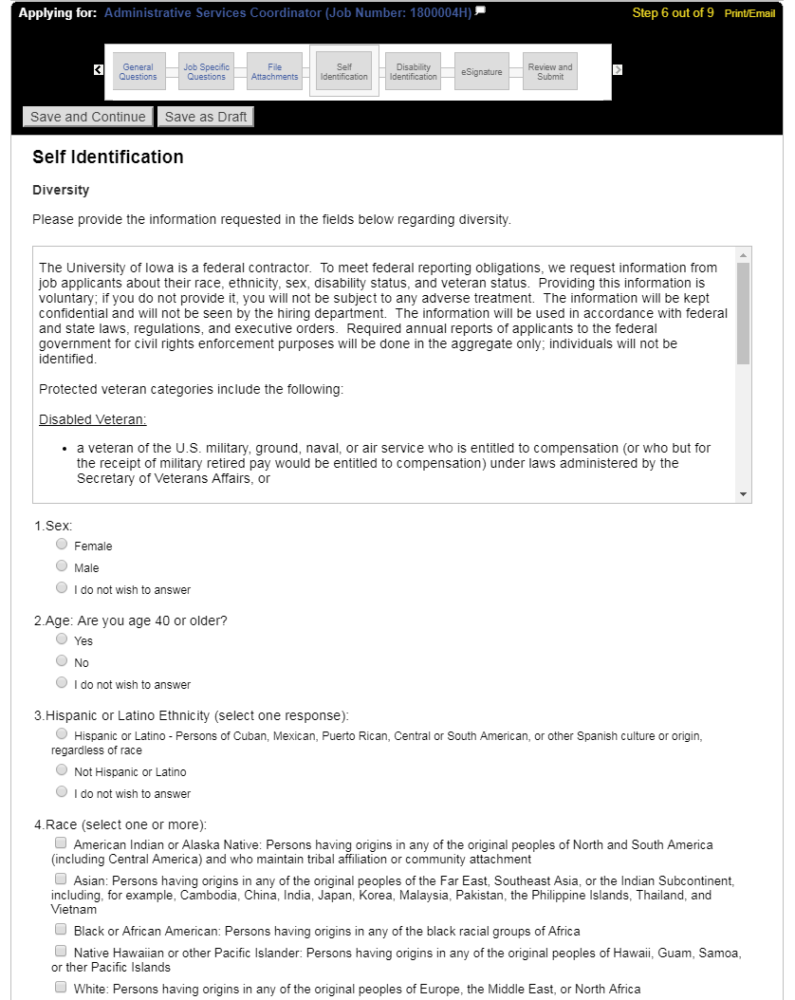 Applying for: Administrative Services Coordinator (Job Number: 1800004H) Step 6 out of 9 Print/Email
General Questions
Job Specific Questions
File Attachments
Self Identification
Disability Identification
eSignature
Review and Submit
Save and Continue Save as Draft
Self Identification
Diversity
Please provide the information requested in the fields below regarding diversity.
The University of Iowa is a federal contractor. To meet federal reporting obligations, we request information from
job applicants about their race, ethnicity, sex, disability status, and veteran status. Providing this information is
voluntary; if you do not provide it, you will not be subject to any adverse treatment. The information will be kept
confidential and will not be seen by the hiring department. The information will be used in accordance with federal
and state laws, regulations, and executive orders. Required annual reports of applicants to the federal
government for civil rights enforcement purposes will be done in the aggregate only; individuals will not be
identified.
Protected veteran categories include the following:
Disabled Veteran:
• a veteran of the U.S. military, ground, naval, or air service who is entitled to compensation (or who but for
the receipt of military retired pay would be entitled to compensation) under laws administered by the
Secretary of Veterans Affairs, or
1.Sex:
Female
Male
I do not wish to answer
2.Age: Are you age 40 or older?
Yes
No
I do not wish to answer
3.Hispanic or Latino Ethnicity (select one response):
Hispanic or Latino - Persons of Cuban, Mexican, Puerto Rican, Central or South American, or other Spanish culture or origin,
regardless of race
Not Hispanic or Latino
I do not wish to answer
4.Race (select one or more):
American Indian or Alaska Native: Persons having origins in any of the original peoples of North and South America
(including Central America) and who maintain tribal affiliation or community attachment
Asian: Persons having origins in any of the original peoples of the Far East, Southeast Asia, or the Indian Subcontinent,
including, for example, Cambodia, China, India, Japan, Korea, Malaysia, Pakistan, the Philippine Islands, Thailand, and
Vietnam
Black or African American: Persons having origins in any of the black racial groups of Africa
Native Hawaiian or other Pacific Islander: Persons having origins in any of the original peoples of Hawaii, Guam, Samoa,
or ther Pacific Islands
White: Persons having origins in any of the original peoples of Europe, the Middle East, or North Africa